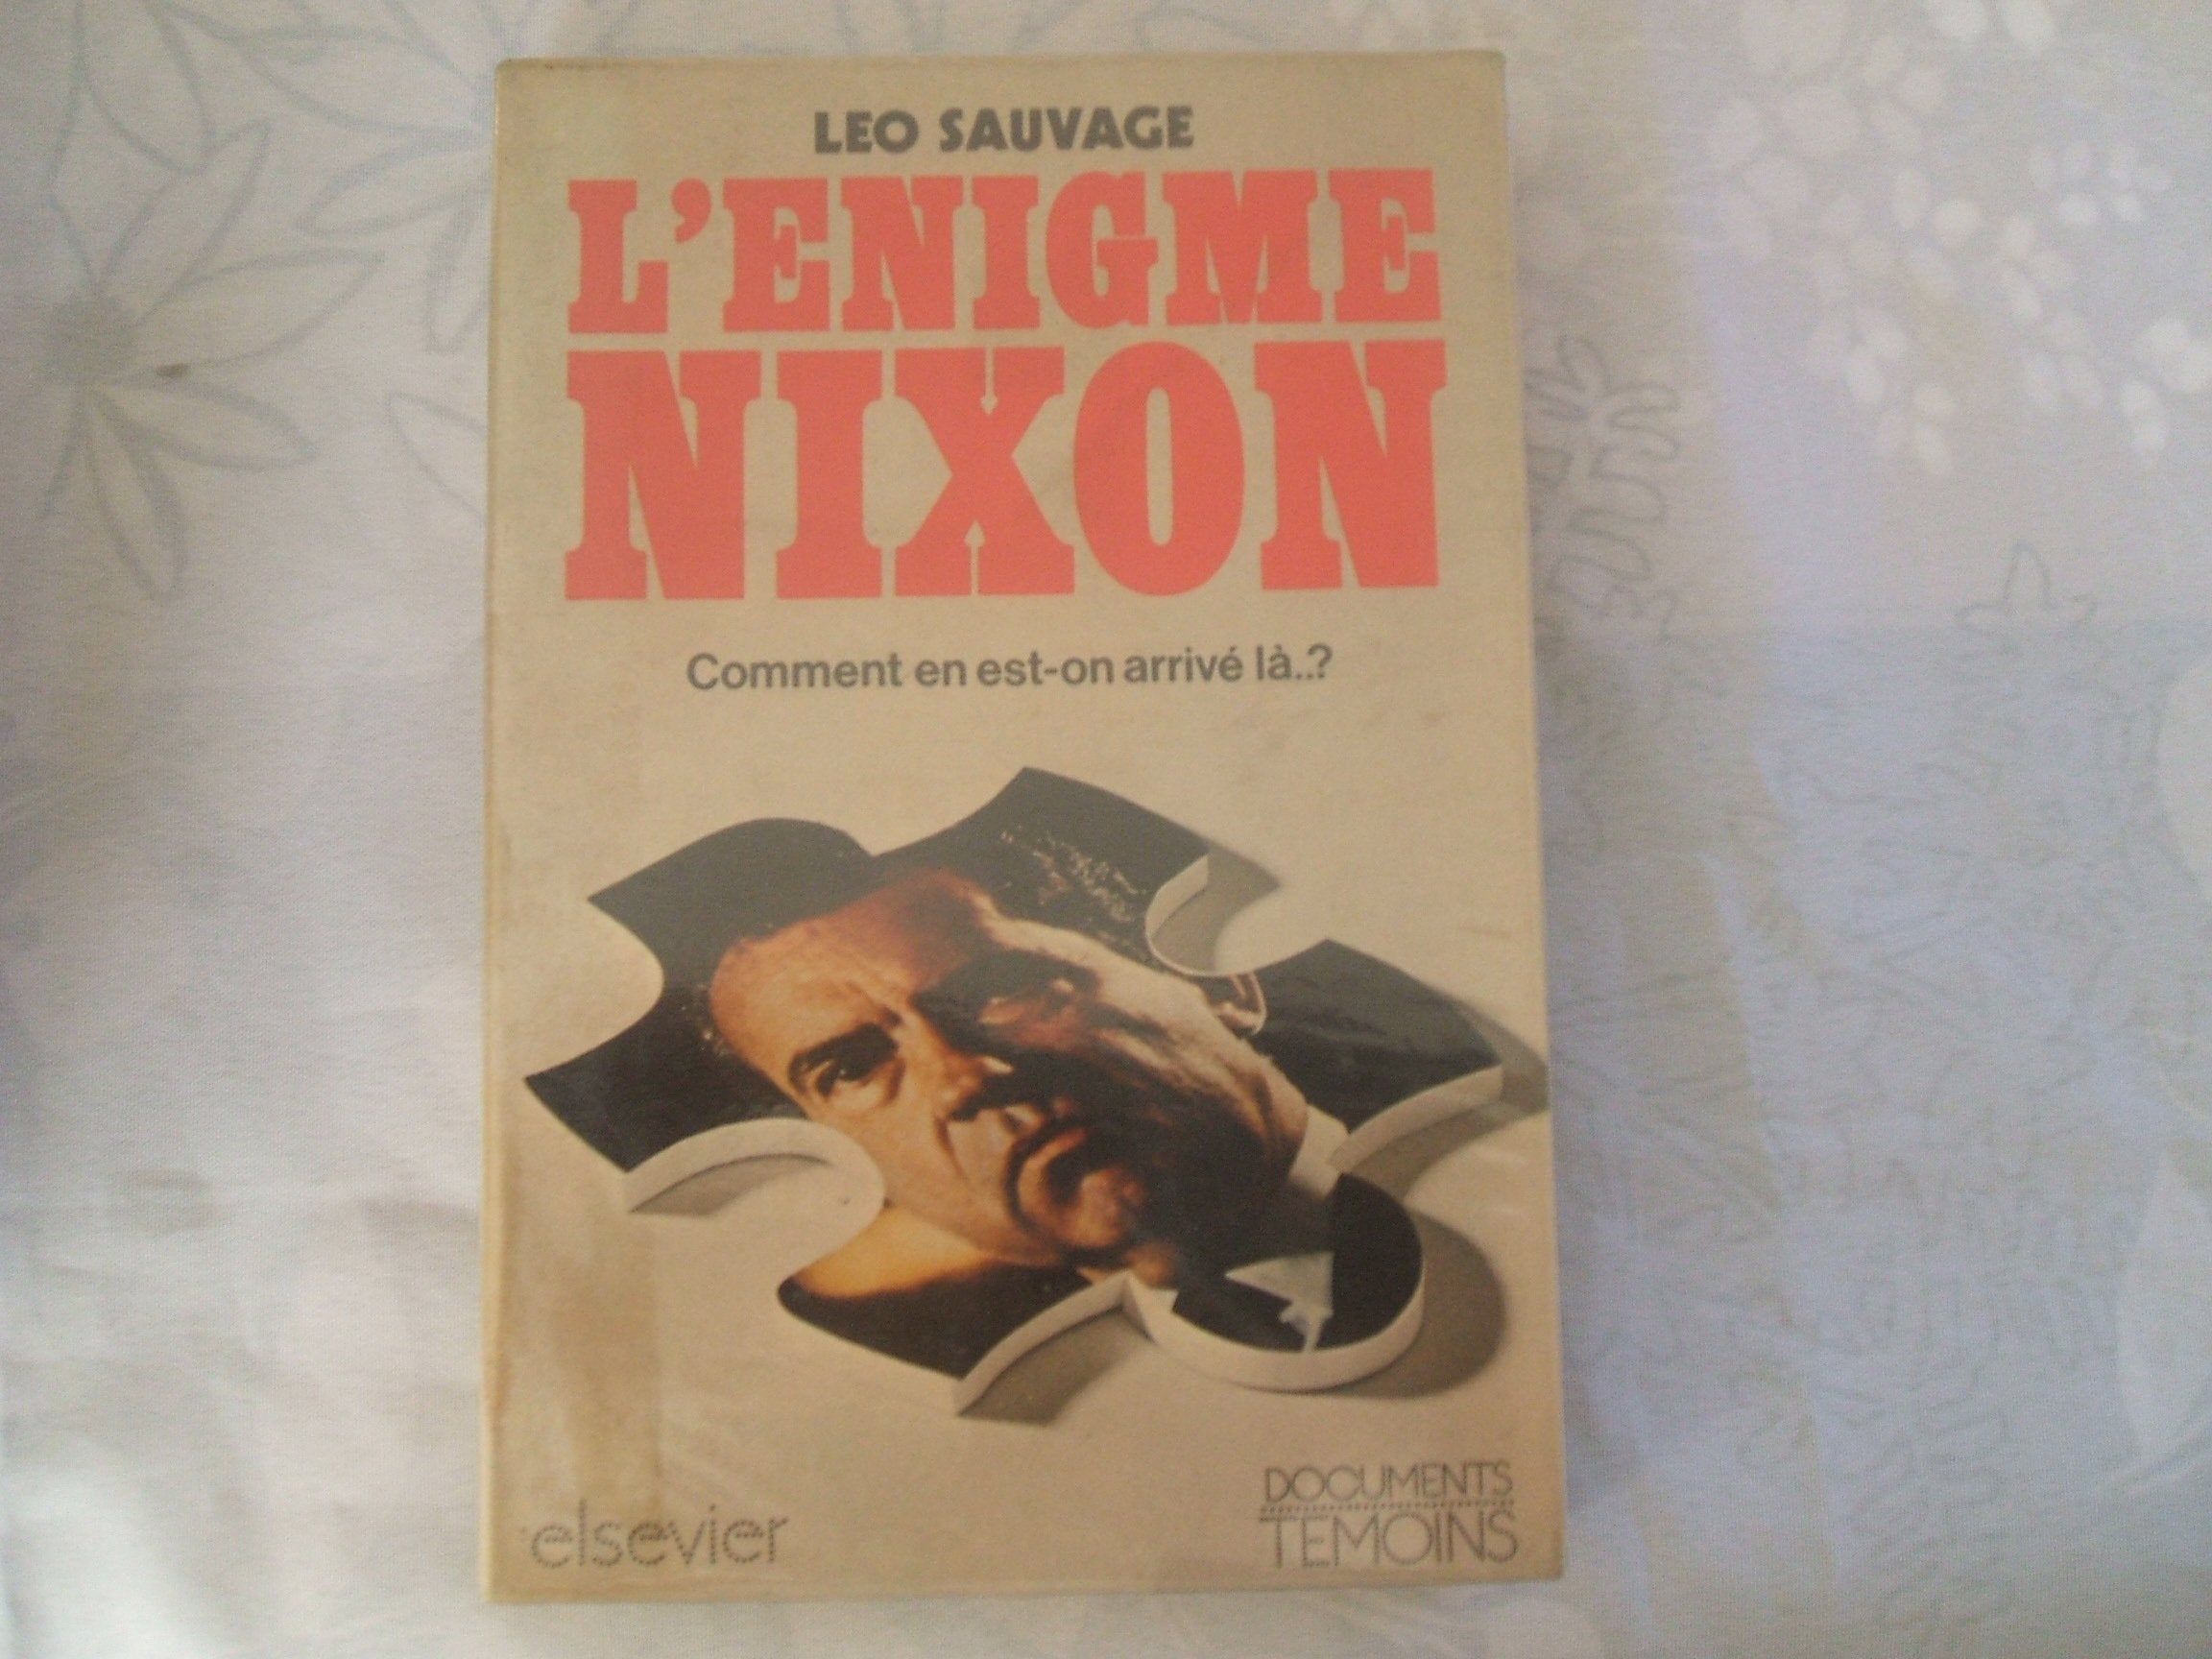 LEO SAUVAGE
L'ENIGME
NIXON
Comment en est-on arrivé là..?
elsevier
DOCUMENTS
TEMOINS